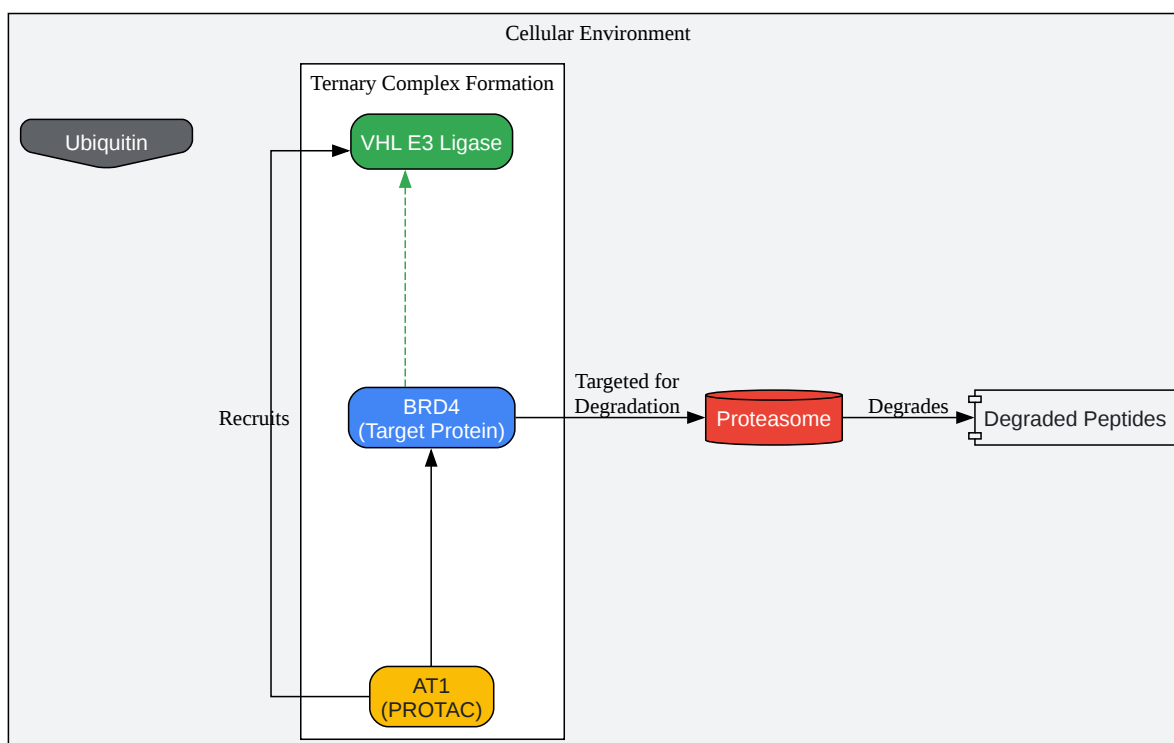 Cellular Environment
Ternary Complex Formation
Ubiquitin
VHL E3 Ligase
Recruits
BRD4
(Target Protein)
Targeted for
Degradation
Proteasome
Degrades
Degraded Peptides
AT1
(PROTAC)